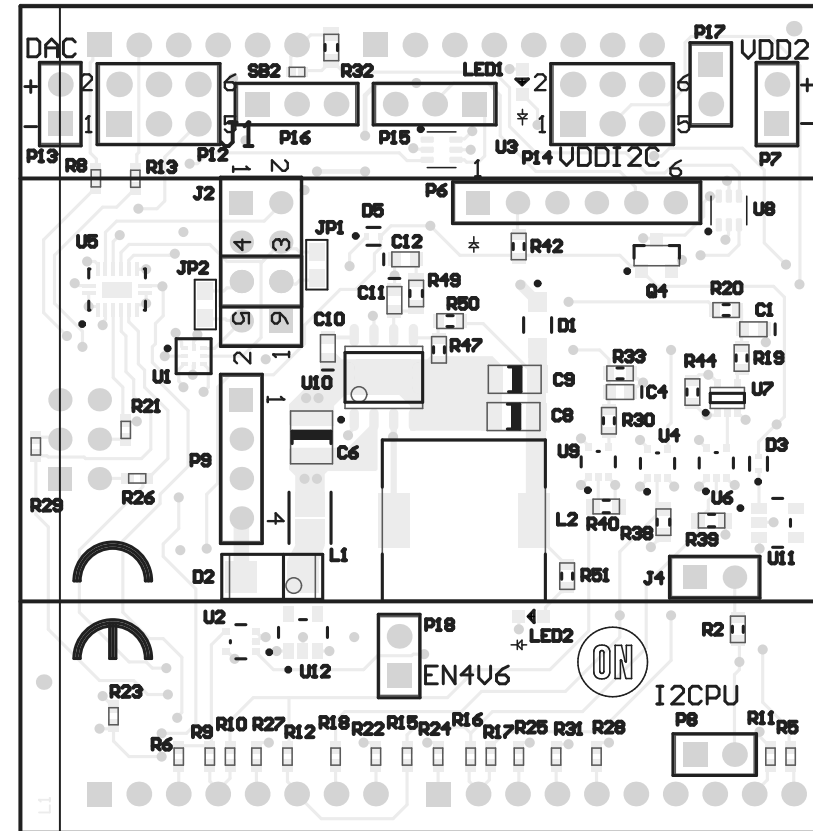 P17
DAC
VDD2
SB2
R32
LED1
+
2
6
2
6
+
−
1
5
1
5
−
P13
P12
J1
P16
P15
U3
P14
VDDI2C
P7
R8
R13
1
2
1
6
J2
P6
U8
U5
4
3
JP1
D5
R42
JP2
C12
Q4
C11
R49
R20
5
6
R50
C1
C10
D1
U1
2
1
R47
R33
R19
U10
C9
R44
C4
U7
R21
1
C8
R30
P9
C6
U9
U4
D3
R29
R26
4
L2
R40
R38
U6
R39
U11
D2
L1
R51
J4
U2
P18
LED2
R2
U12
EN4V6
ON
R23
I2CPU
R6
R9
R10
R27
R12
R18
R22
R15
R24
R16
R17
R25
R31
R28
P8
R11
R5
L1